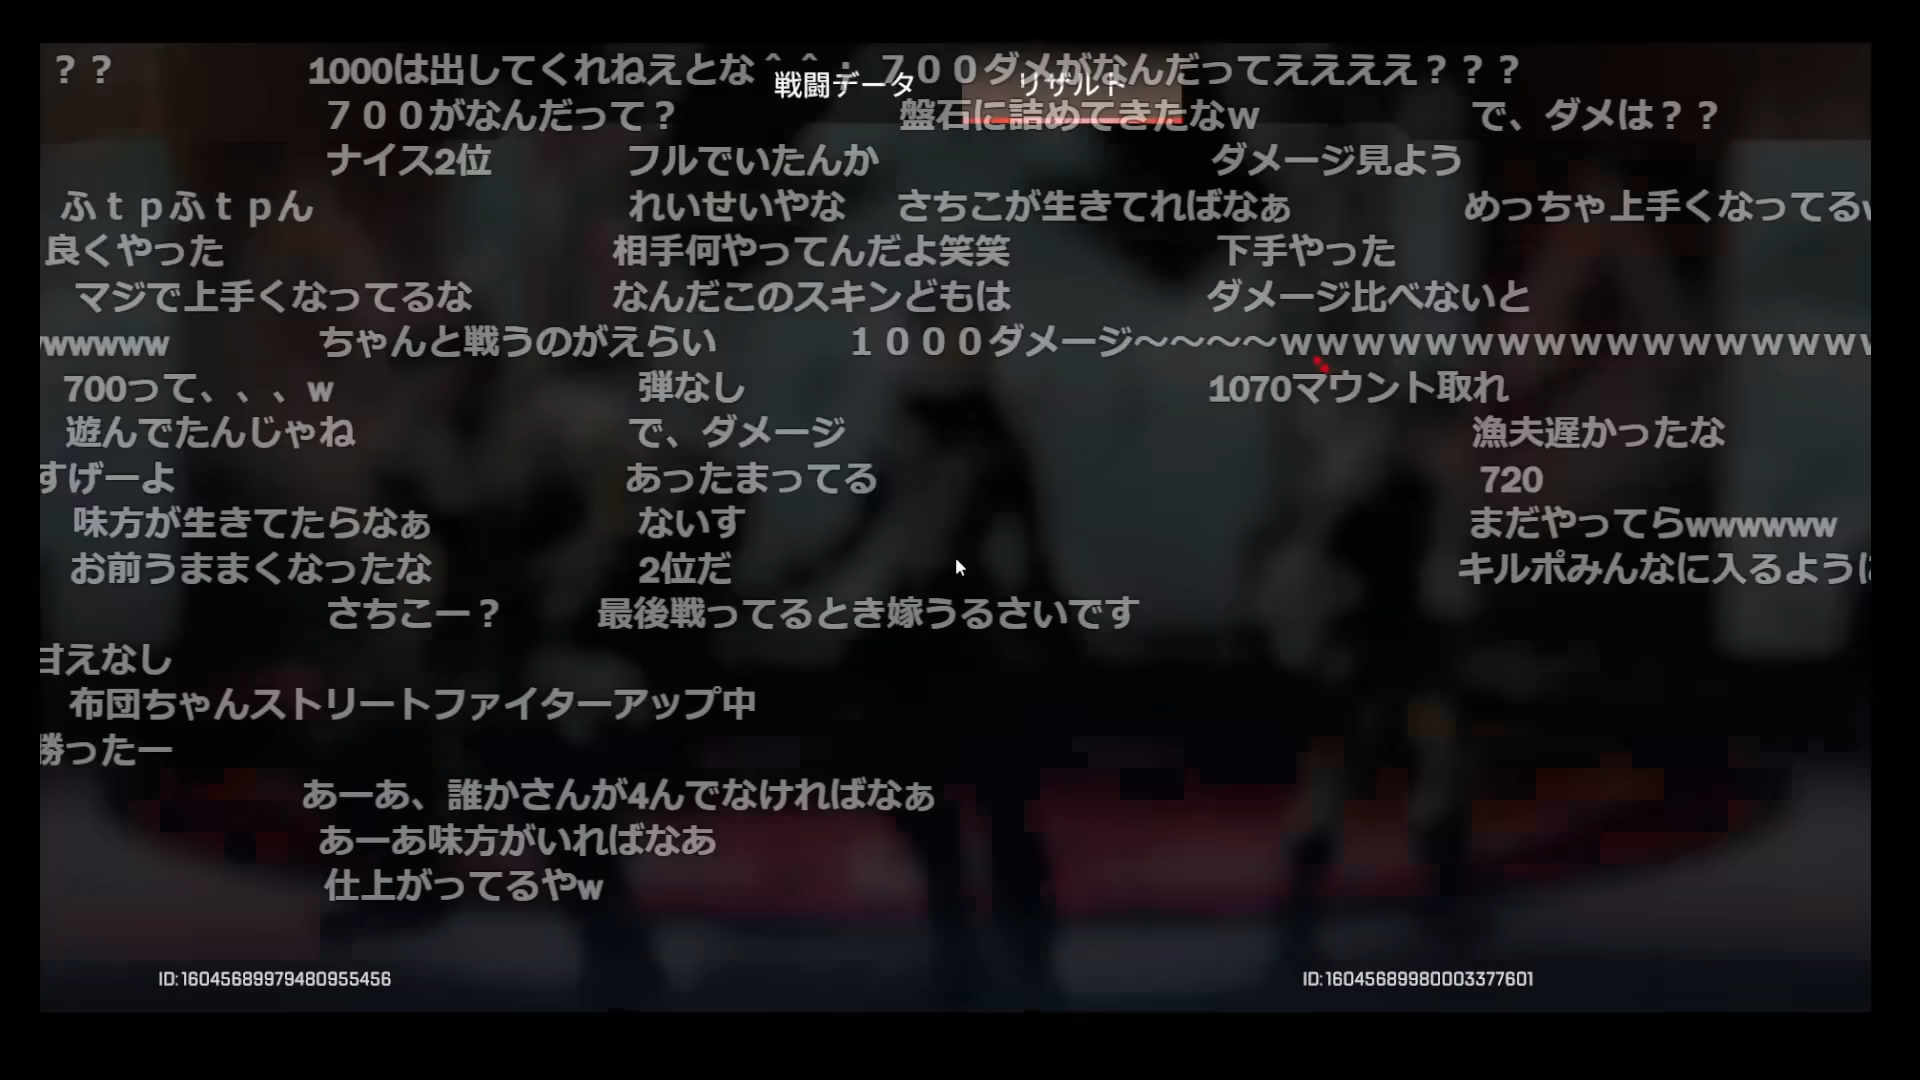 ？？
1000は出してくれねえとな＾＾；
７００ダメがなんだってええええ？？？
戦闘データ
リザルト
７００がなんだって？
盤石に詰めてきたなw
で、ダメは？？
ナイス2位
フルでいたんか
ダメージ見よう
ふｔｐふｔｐん
れいせいやな
さちこが生きてればなぁ
めっちゃ上手くなってるw
良くやった
相手何やってんだよ笑笑
下手やった
マジで上手くなってるな
なんだこのスキンどもは
ダメージ比べないと
wwwww
ちゃんと戦うのがえらい
１０００ダメージ～～～～ｗｗｗｗｗｗｗｗｗｗｗｗｗｗｗｗｗ
700って、、、w
弾なし
1070マウント取れ
遊んでたんじゃね
で、ダメージ
漁夫遅かったな
すげーよ
あったまってる
720
味方が生きてたらなぁ
ないす
まだやってらwwwwww
お前うままくなったな
2位だ
キルポみんなに入るように
さちこー？
最後戦ってるとき嫁うるさいです
甘えなし
布団ちゃんストリートファイターアップ中
勝ったー
あーあ、誰かさんが4んでなければなぁ
あーあ味方がいればなあ
仕上がってるやw
ID:16045689979480955456
ID:16045689980003377601